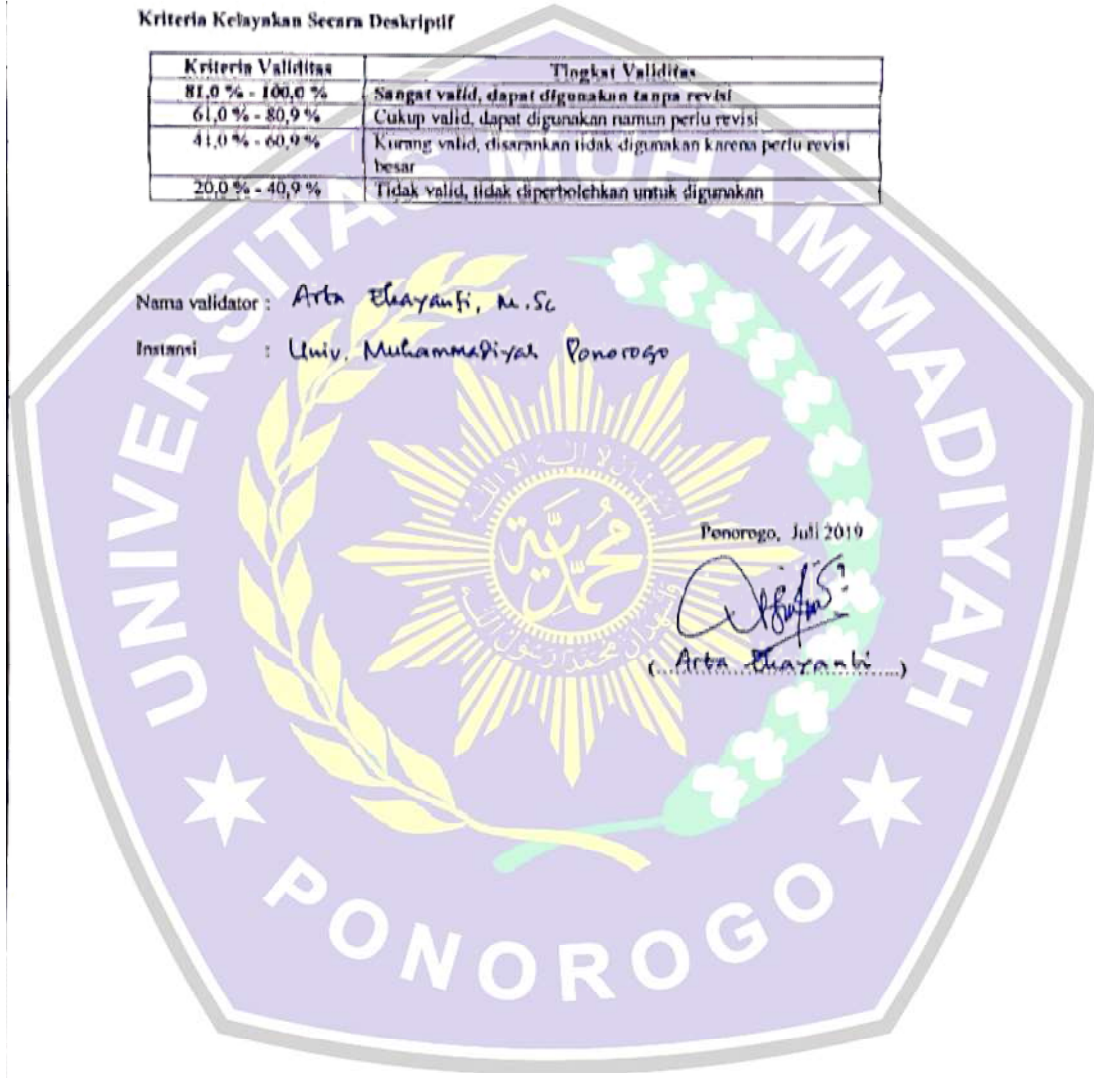 Kriteria Kelayakan Secara Deskriptif
Kriteria Validitas Tingkat Validitas
81,0 % - 100,0 % Sangat valid, dapat digunakan tanpa revisi
61,0 % - 80,9 % Cukup valid, dapat digunakan namun perlu revisi
41,0 % - 60,9 % Kurang valid, disarankan tidak digunakan karena perlu revisi
besar
20,0 % - 40,9 % Tidak valid, tidak diperbolehkan untuk digunakan
Nama validator : Arta Ekayanti, M.Sc
Instansi : Univ. Muhammadiyah Ponorogo
Ponorogo, Juli 2019
(...Arta Ekayanti...)
UNIVERSITAS MUHAMMADIYAH
PONOROGO
محمدية